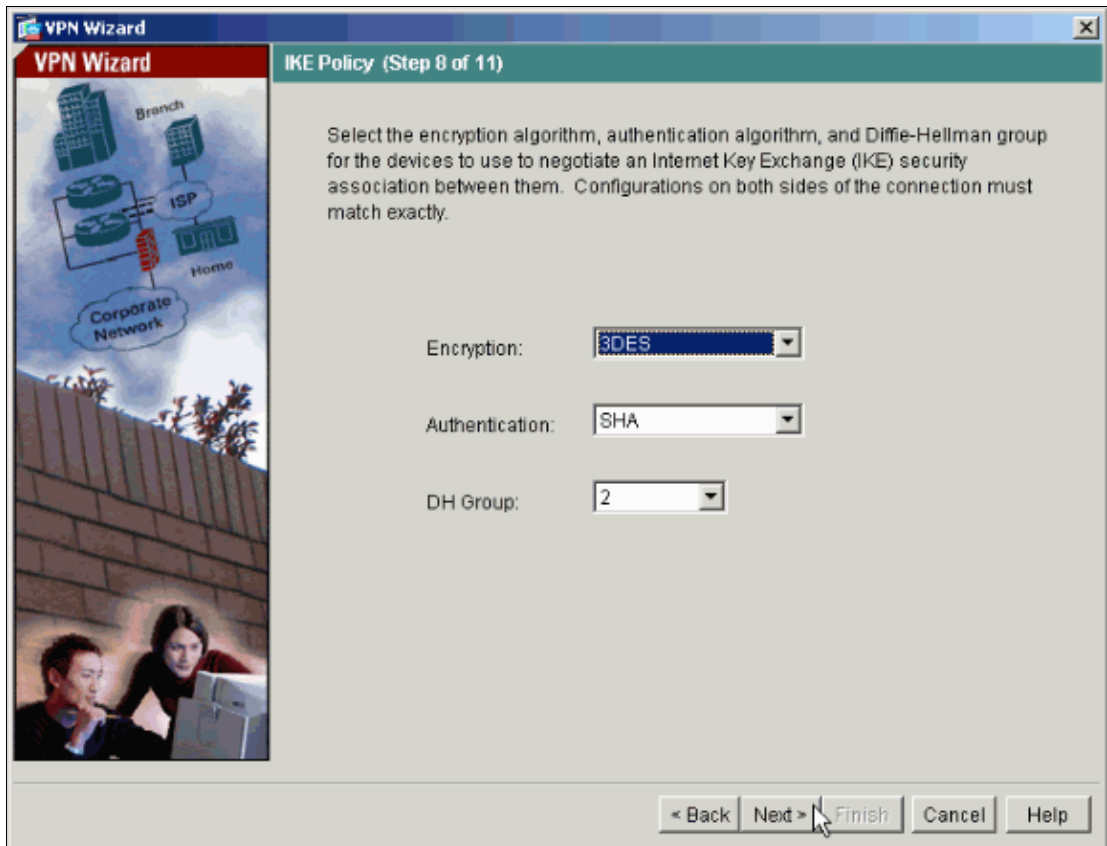 VPN Wizard
VPN Wizard
IKE Policy (Step 8 of 11)
Branch
ISP
Home
Corporate
Network
Select the encryption algorithm, authentication algorithm, and Diffie-Hellman group
for the devices to use to negotiate an Internet Key Exchange (IKE) security
association between them. Configurations on both sides of the connection must
match exactly.
Encryption: 3DES
Authentication: SHA
DH Group: 2
< Back Next > Finish Cancel Help